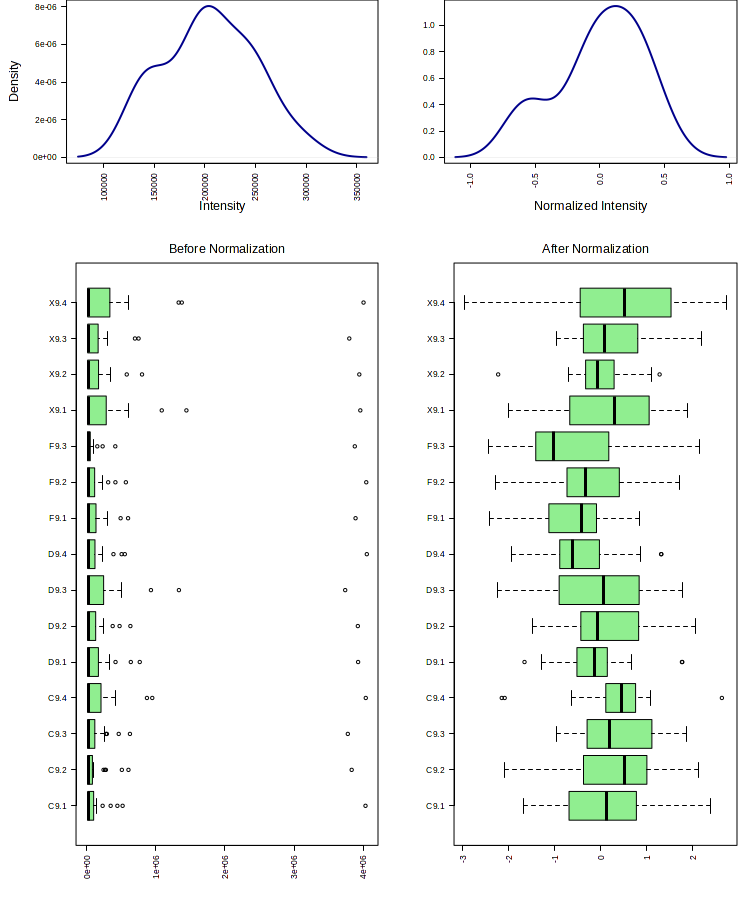 8e-06
6e-06
4e-06
2e-06
0e+00
Density
100000
150000
200000
250000
300000
350000
Intensity
1.0
0.8
0.6
0.4
0.2
0.0
-1.0
-0.5
0.0
0.5
1.0
Normalized Intensity
Before Normalization
X9.4
X9.3
X9.2
X9.1
F9.3
F9.2
F9.1
D9.4
D9.3
D9.2
D9.1
C9.4
C9.3
C9.2
C9.1
0e+00
1e+06
2e+06
3e+06
4e+06
After Normalization
X9.4
X9.3
X9.2
X9.1
F9.3
F9.2
F9.1
D9.4
D9.3
D9.2
D9.1
C9.4
C9.3
C9.2
C9.1
-3
-2
-1
0
1
2